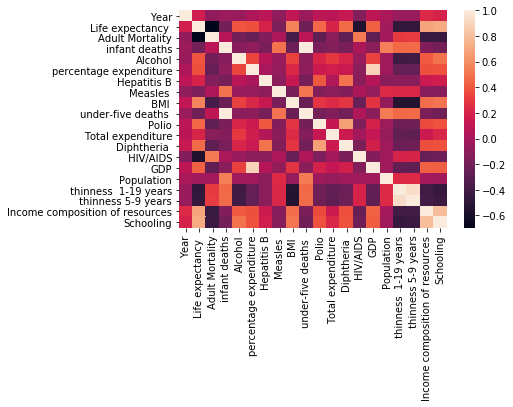 Year
Life expectancy
Adult Mortality
infant deaths
Alcohol
percentage expenditure
Hepatitis B
Measles
BMI
under-five deaths
Polio
Total expenditure
Diphtheria
HIV/AIDS
GDP
Population
thinness 1-19 years
thinness 5-9 years
Income composition of resources
Schooling
Year
Life expectancy
Adult Mortality
infant deaths
Alcohol
percentage expenditure
Hepatitis B
Measles
BMI
under-five deaths
Polio
Total expenditure
Diphtheria
HIV/AIDS
GDP
Population
thinness 1-19 years
thinness 5-9 years
Income composition of resources
Schooling
1.0
0.8
0.6
0.4
0.2
0.0
−0.2
−0.4
−0.6